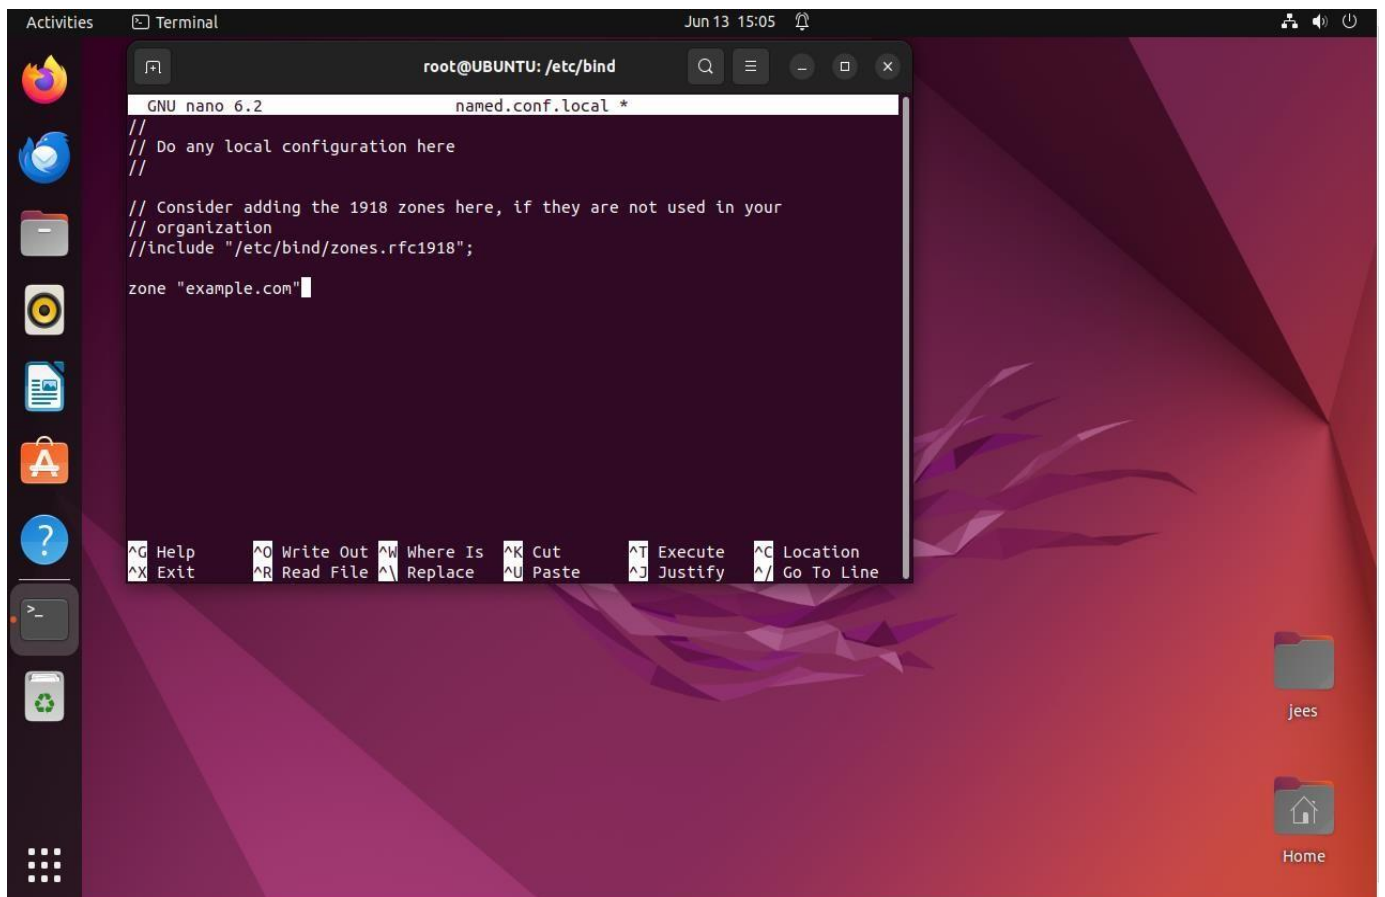 Activities Terminal Jun 13 15:05
root@UBUNTU: /etc/bind
GNU nano 6.2 named.conf.local *
//
// Do any local configuration here
//
// Consider adding the 1918 zones here, if they are not used in your
// organization
//include "/etc/bind/zones.rfc1918";
zone "example.com"
^G Help ^O Write Out ^W Where Is ^K Cut ^T Execute ^C Location
^X Exit ^R Read File ^\ Replace ^U Paste ^J Justify ^/ Go To Line
jees
Home